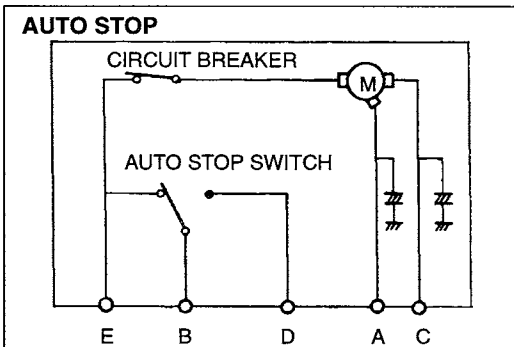 AUTO STOP
CIRCUIT BREAKER
M
AUTO STOP SWITCH
E B D A C